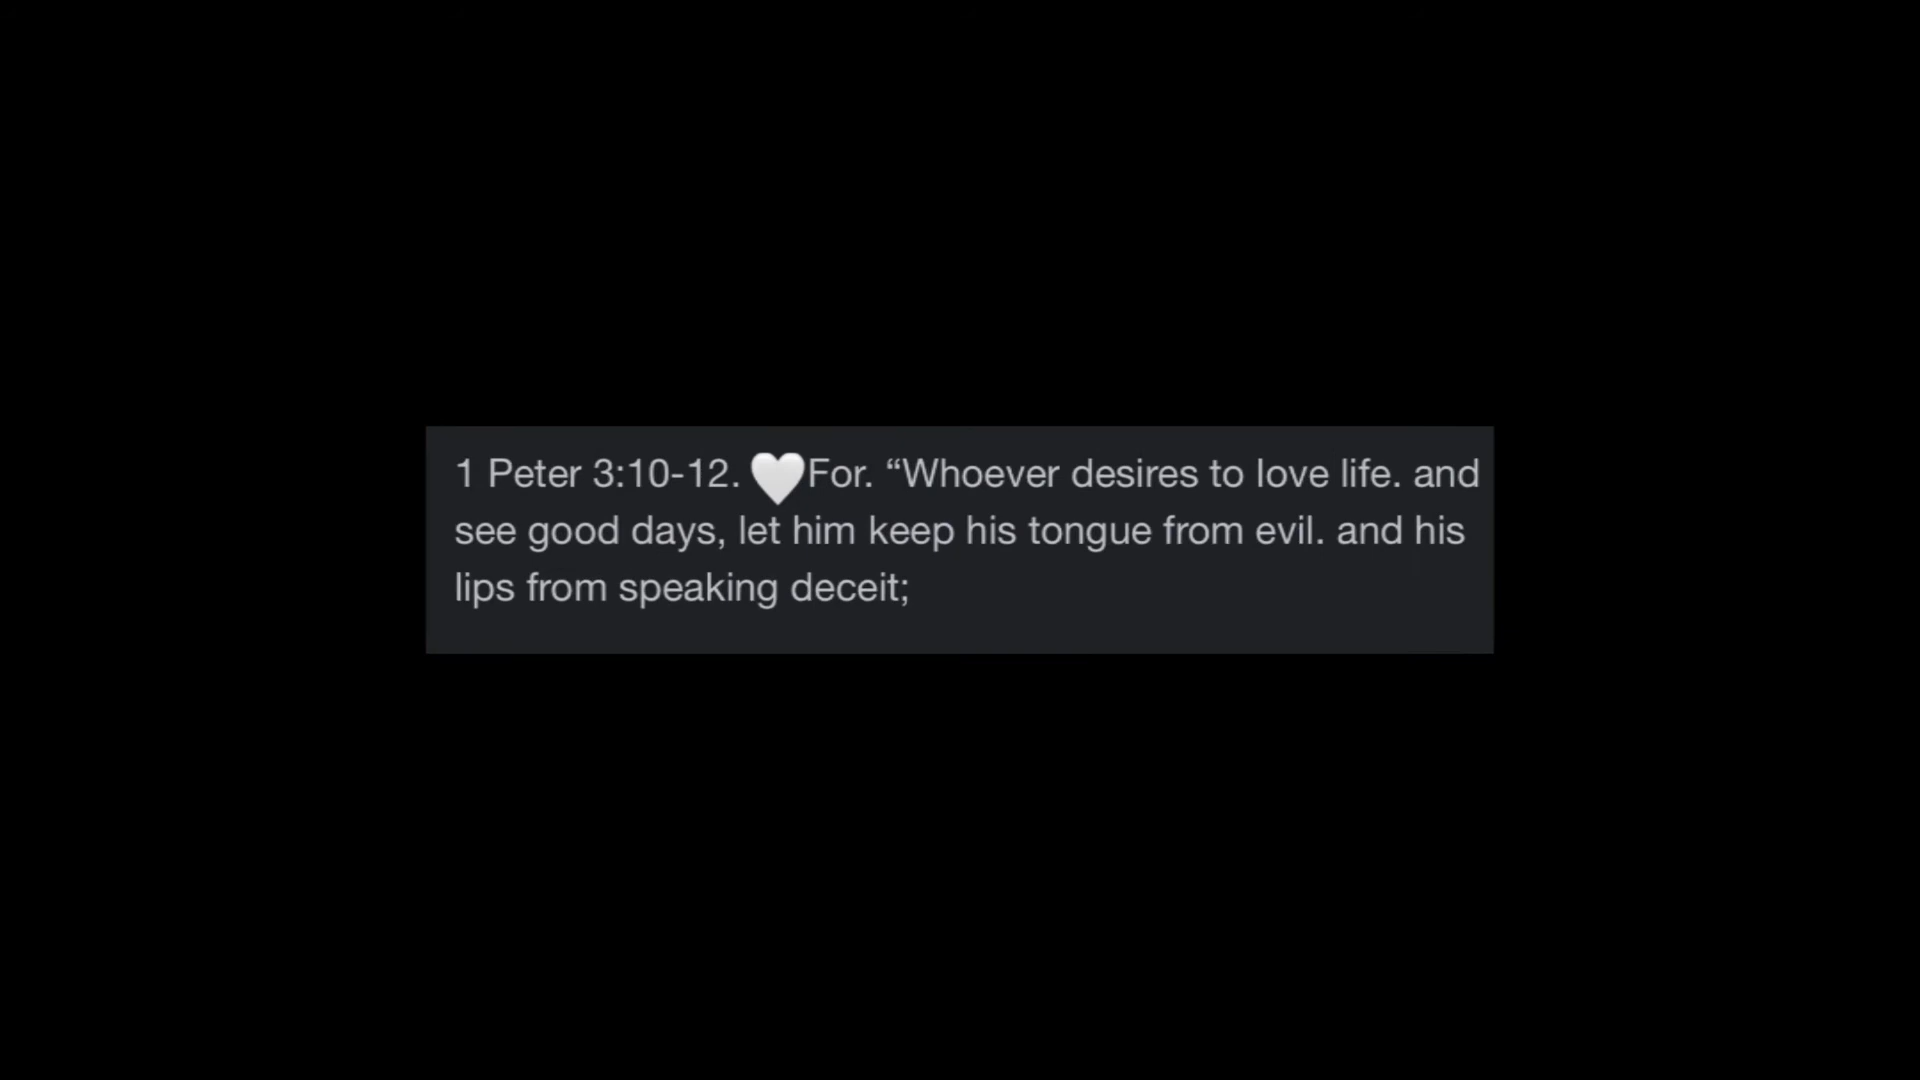 1 Peter 3:10-12. 🤍For. “Whoever desires to love life. and
see good days, let him keep his tongue from evil. and his
lips from speaking deceit;